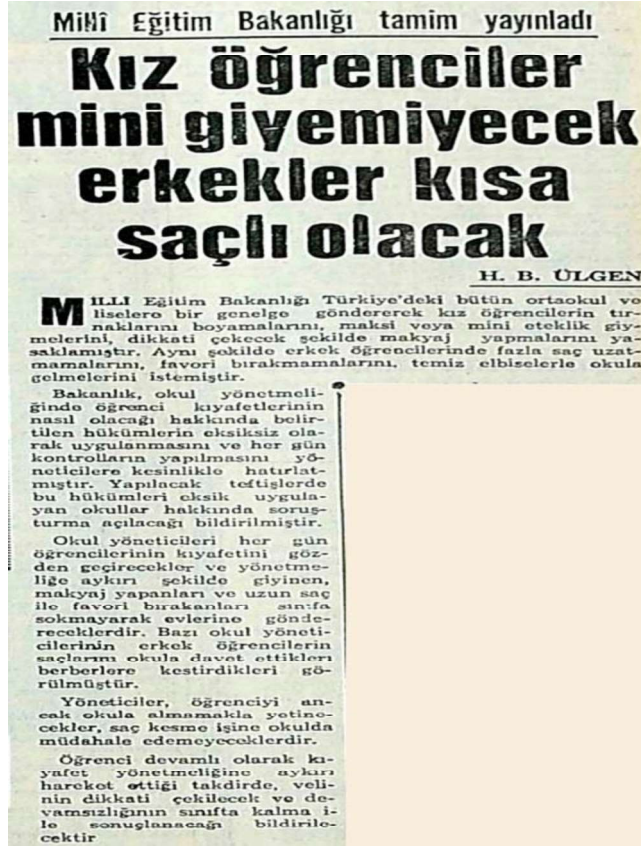 Millî Eğitim Bakanlığı tamim yayınladı
Kız öğrenciler
mini giyemiyecek
erkekler kısa
saçlı olacak
H. B. ÜLGEN
MİLLİ Eğitim Bakanlığı Türkiye'deki bütün ortaokul ve
liselere bir genelge göndererek kız öğrencilerin tır-
naklarını boyamalarını, maksi veya mini eteklik giy-
melerini, dikkati çekecek şekilde makyaj yapmalarını ya-
saklamıştır. Aynı şekilde erkek öğrencilerinde fazla saç uzat-
mamalarını, favori bırakmamalarını, temiz elbiselerle okula
gelmelerini istemiştir.
Bakanlık, okul yönetmeli-
ğinde öğrenci kıyafetlerinin
nasıl olacağı hakkında belir-
tilen hükümlerin eksiksiz ola-
rak uygulanmasını ve her gün
kontrolların yapılmasını yö-
neticilere kesinlikle hatırlat-
mıştır. Yapılacak teftişlerde
bu hükümleri eksik uygula-
yan okullar hakkında soruş-
turma açılacağı bildirilmiştir.
Okul yöneticileri her gün
öğrencilerinin kıyafetini göz-
den geçirecekler ve yönetme-
liğe aykırı şekilde giyinen,
makyaj yapanları ve uzun saç
ile favori bırakanları sınıfa
sokmayarak evlerine gönde-
receklerdir. Bazı okul yöneti-
cilerinin erkek öğrencilerin
saçlarını okula davet ettikleri
berberlere kestirdikleri gö-
rülmüştür.
Yöneticiler, öğrenciyi an-
cak okula almamakla yetine-
cekler, saç kesme işine okulda
müdahale edemeyeceklerdir.
Öğrenci devamlı olarak kı-
yafet yönetmeliğine aykırı
hareket ettiği takdirde, veli-
nin dikkati çekilecek ve de-
vamsızlığının sınıfta kalma i-
le sonuçlanacağı bildirile-
cektir